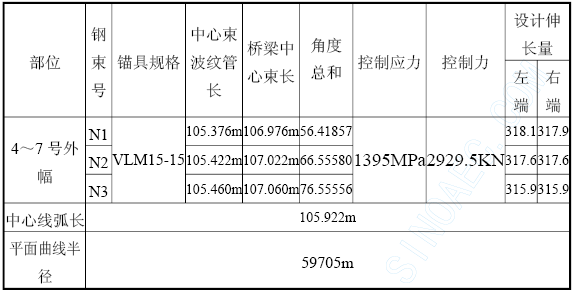 部位 钢束号 锚具规格 中心束波纹管长 桥梁中心束长 角度总和 控制应力 控制力 设计伸长量
左端 右端
4～7号外幅 N1 VLM15-15 105.376m 106.976m 56.41857 1395MPa 2929.5KN 318.1 317.9
N2 105.422m 107.022m 66.55580 317.6 317.6
N3 105.460m 107.060m 76.55556 315.9 315.9
中心线弧长 105.922m
平面曲线半径 59705m
SINOAEC.COM